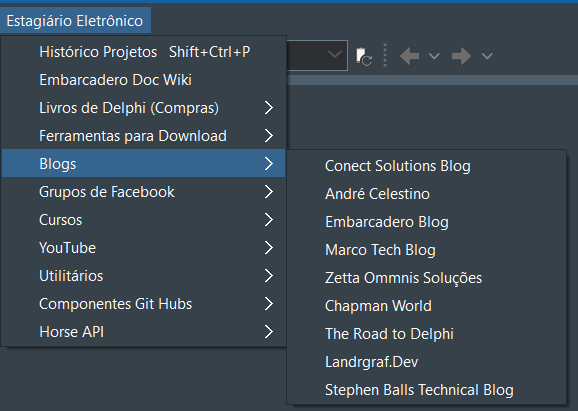 Estagiário Eletrônico
Histórico Projetos Shift+Ctrl+P
Embarcadero Doc Wiki
Livros de Delphi (Compras)
Ferramentas para Download
Blogs
Grupos de Facebook
Cursos
YouTube
Utilitários
Componentes Git Hubs
Horse API
Conect Solutions Blog
André Celestino
Embarcadero Blog
Marco Tech Blog
Zetta Ommnis Soluções
Chapman World
The Road to Delphi
Landrgraf.Dev
Stephen Balls Technical Blog